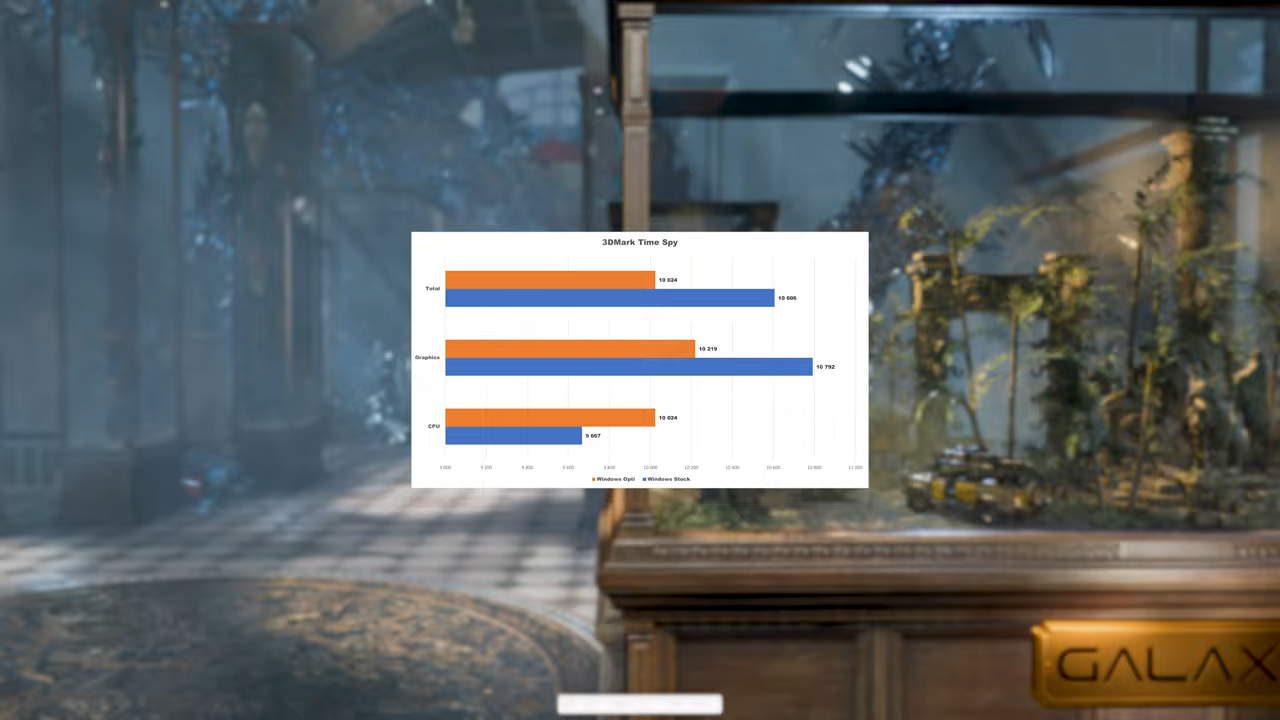 3DMark Time Spy
Total
10 024
10 606
Graphics
10 219
10 792
CPU
10 024
9 667
9 000 9 200 9 400 9 600 9 800 10 000 10 200 10 400 10 600 10 800 11 000
Windows Opti Windows Stock
GALAX